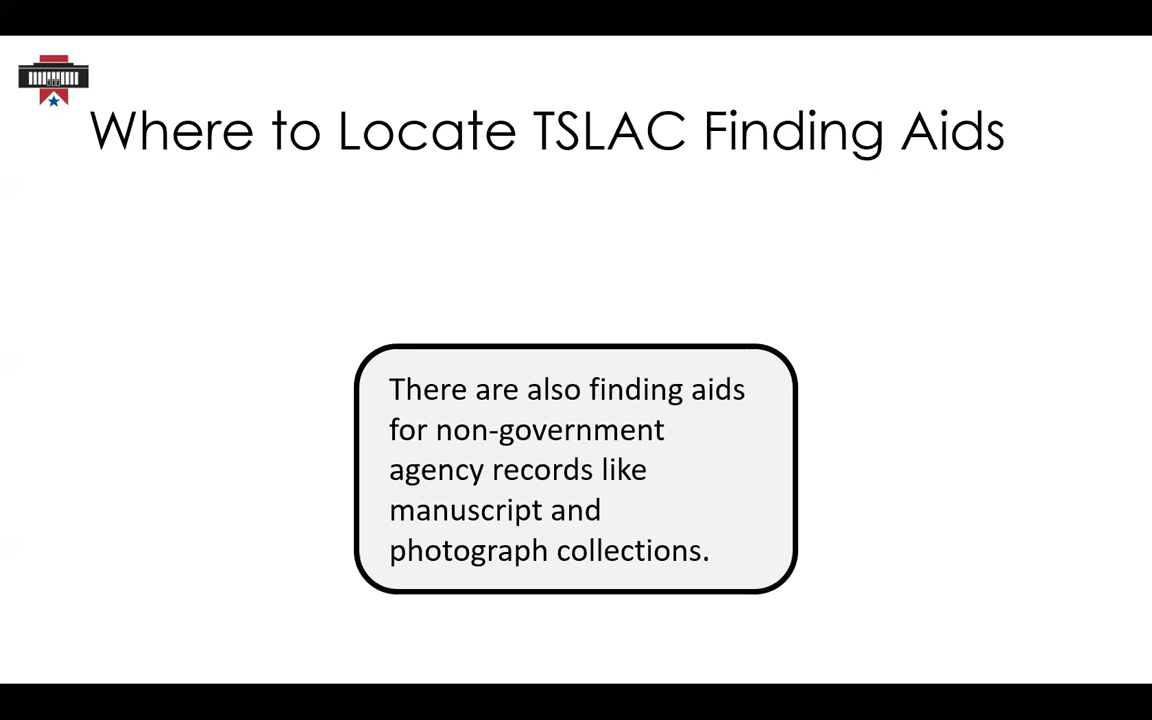 Where to Locate TSLAC Finding Aids
There are also finding aids
for non-government
agency records like
manuscript and
photograph collections.